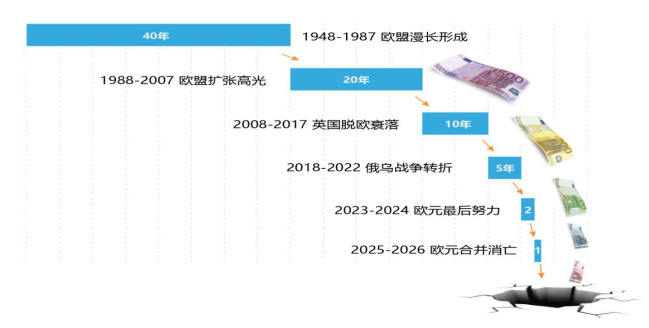 40年
1948-1987 欧盟漫长形成
1988-2007 欧盟扩张高光
20年
2008-2017 英国脱欧衰落
10年
2018-2022 俄乌战争转折
5年
2023-2024 欧元最后努力
2
2025-2026 欧元合并消亡
1
500